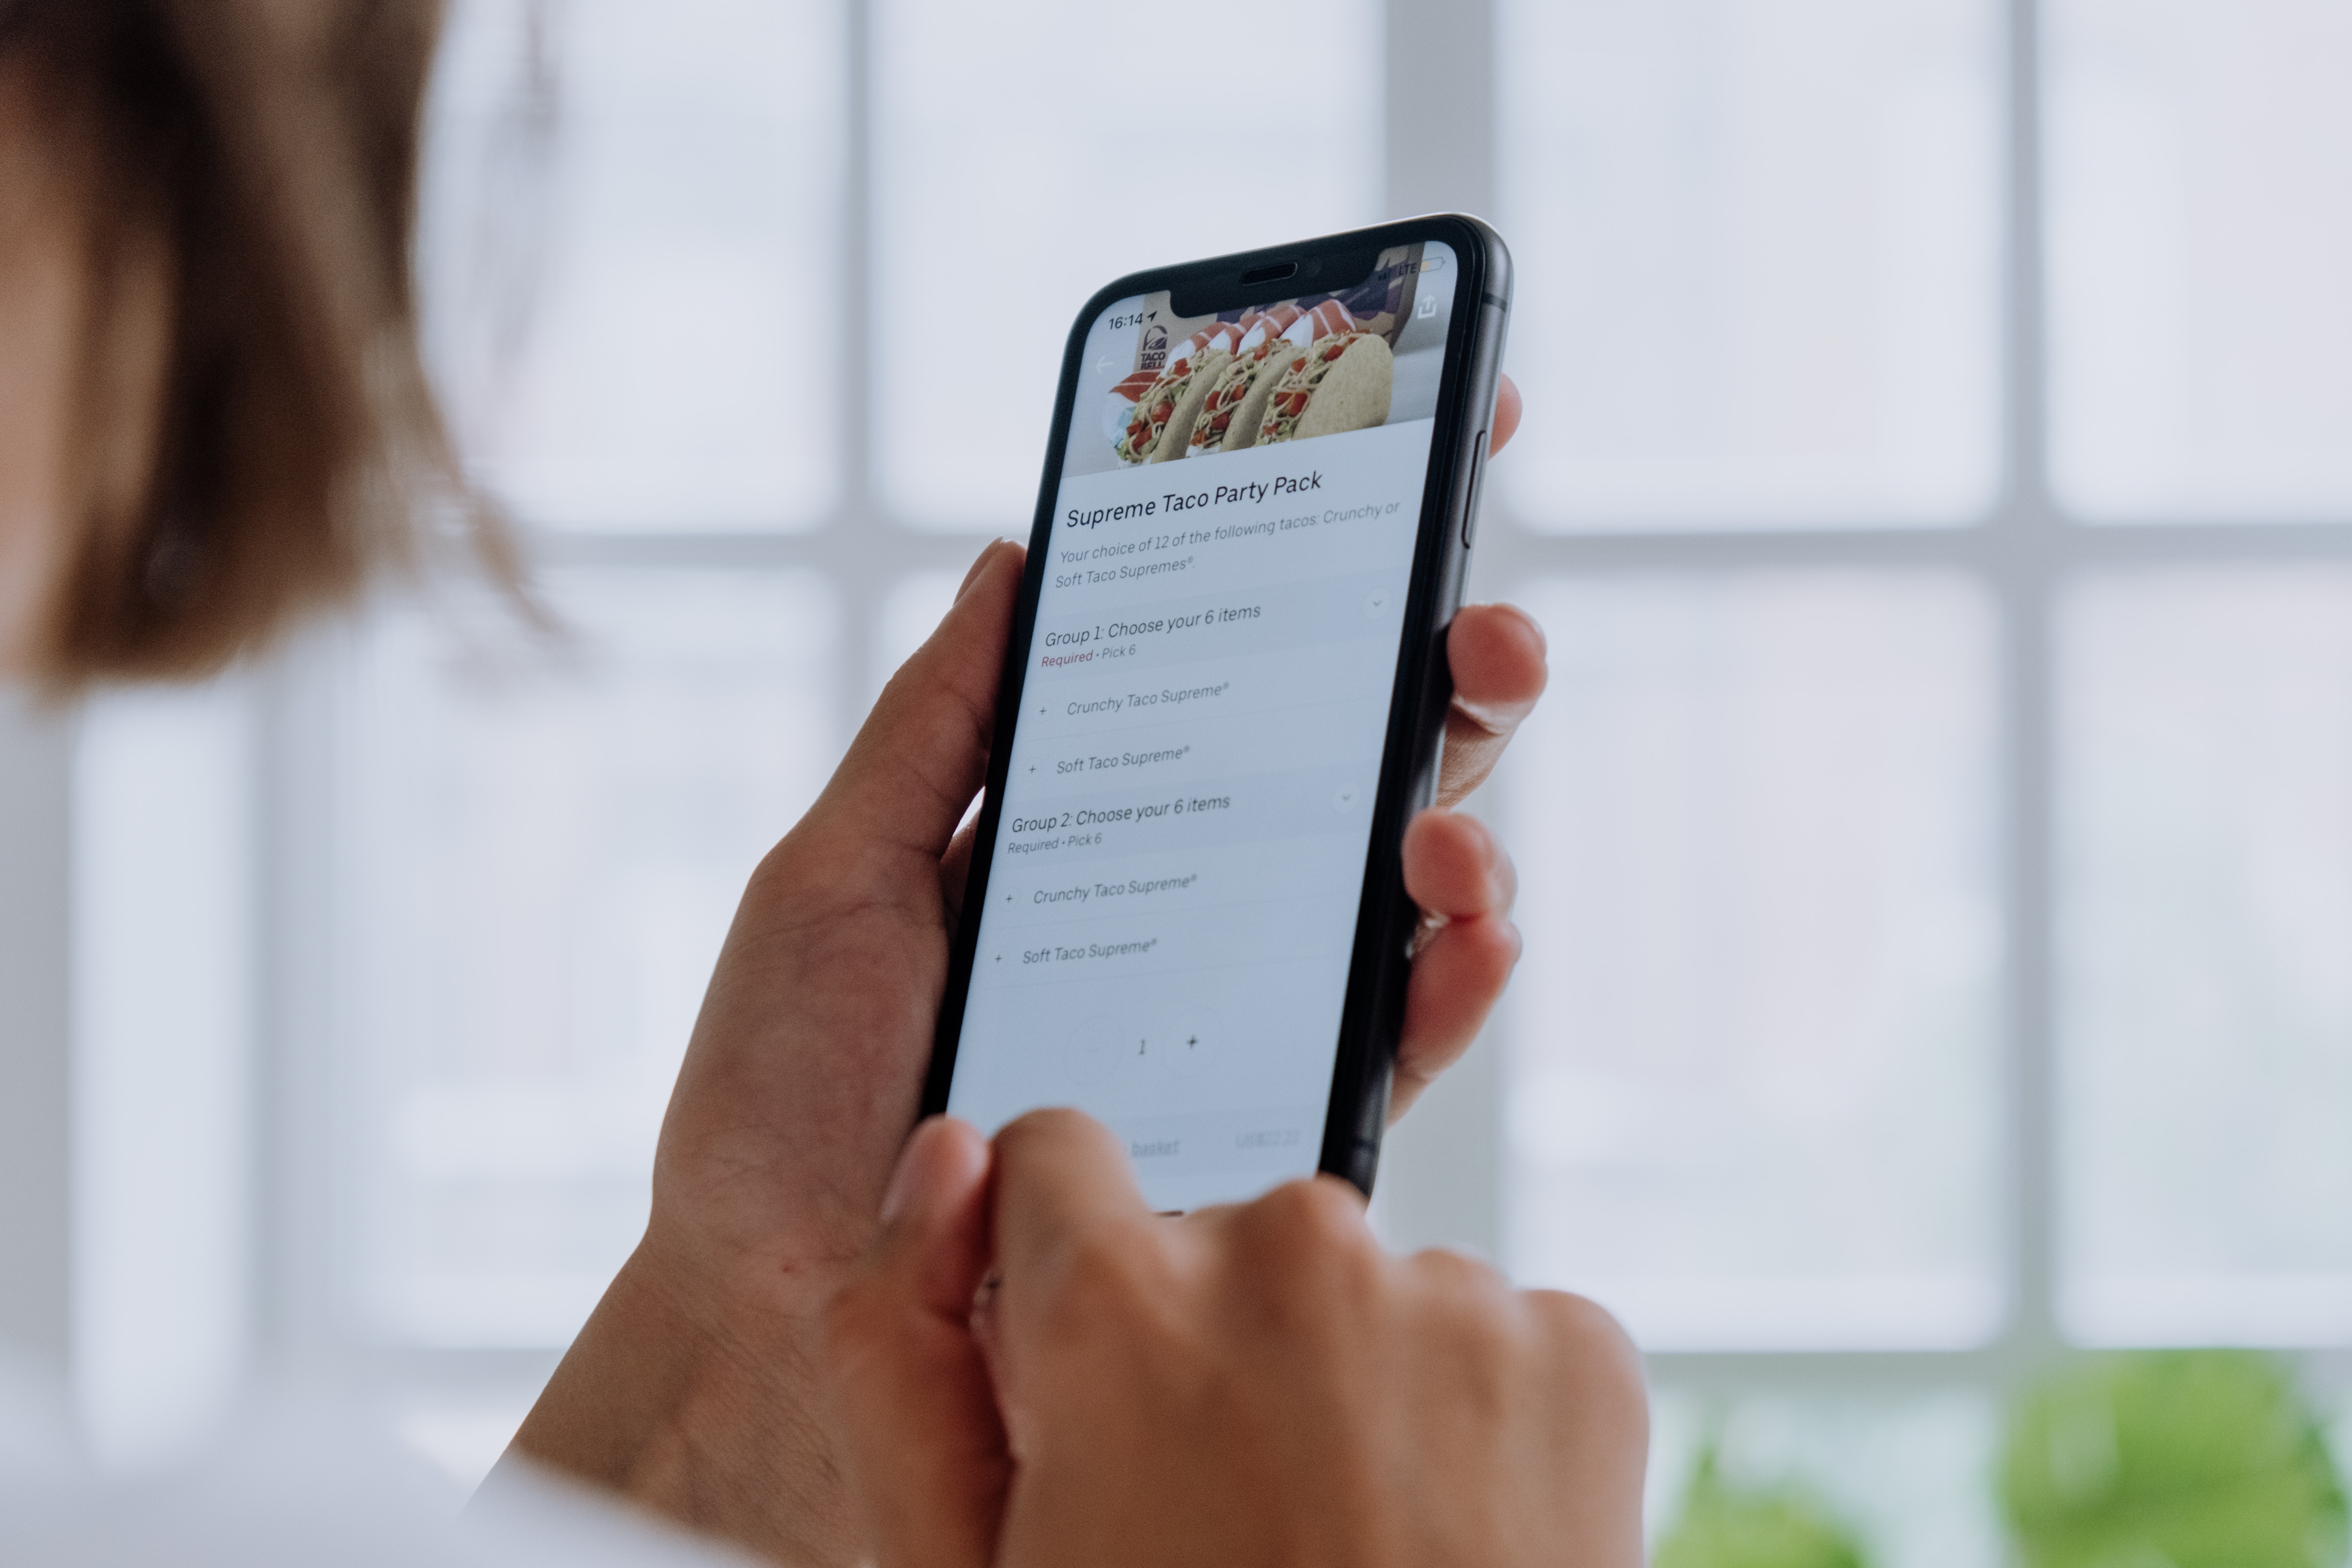 16:14
LTE
TACO
BELL
Supreme Taco Party Pack
Your choice of 12 of the following tacos: Crunchy or
Soft Taco Supremes®.
Group 1: Choose your 6 items
Required • Pick 6
+ Crunchy Taco Supreme®
+ Soft Taco Supreme®
Group 2: Choose your 6 items
Required • Pick 6
+ Crunchy Taco Supreme®
+ Soft Taco Supreme®
1 +
basket